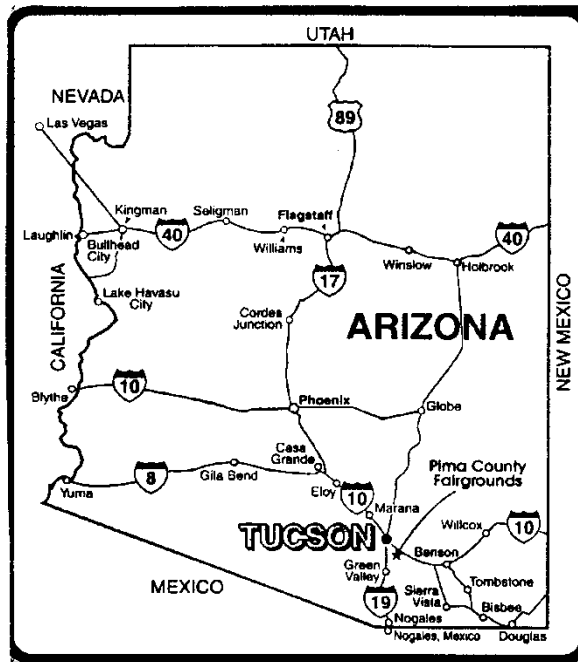 UTAH
NEVADA
Las Vegas
89
Kingman
Seligman
Flagstaff
Laughlin
Bullhead
City
40
Williams
40
Winslow
Holbrook
17
Lake Havasu
City
Cordes
Junction
ARIZONA
CALIFORNIA
NEW MEXICO
10
Blythe
Phoenix
Globe
Casa
Grande
Pima County
Fairgrounds
8
Gila Bend
Yuma
Eloy
10
Marana
Willcox
10
TUCSON
Benson
Green
Valley
Tombstone
MEXICO
Sierra
Vista
19
Bisbee
Nogales
Nogales, Mexico
Douglas